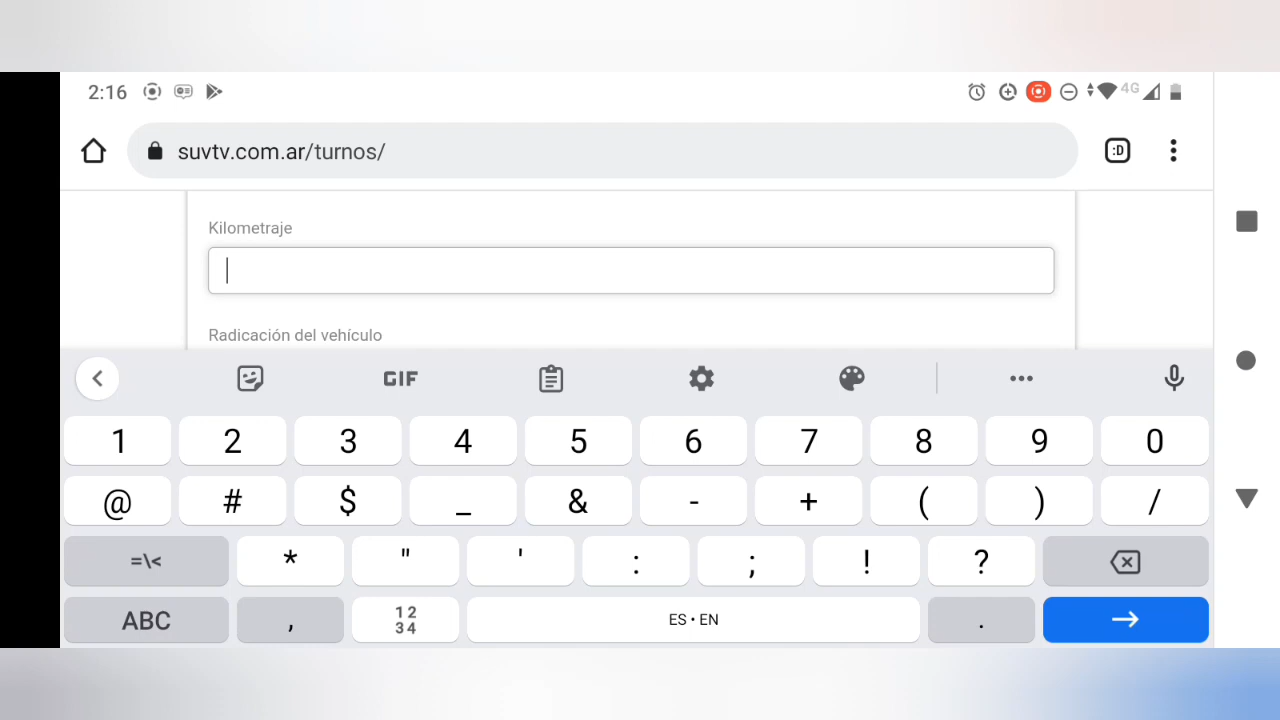 2:16
4G
suvtv.com.ar/turnos/
:D
Kilometraje
Radicación del vehículo
GIF
1 2 3 4 5 6 7 8 9 0
@ # $ _ & - + ( ) /
=\< * " ' : ; ! ?
ABC , 12 34 ES • EN .